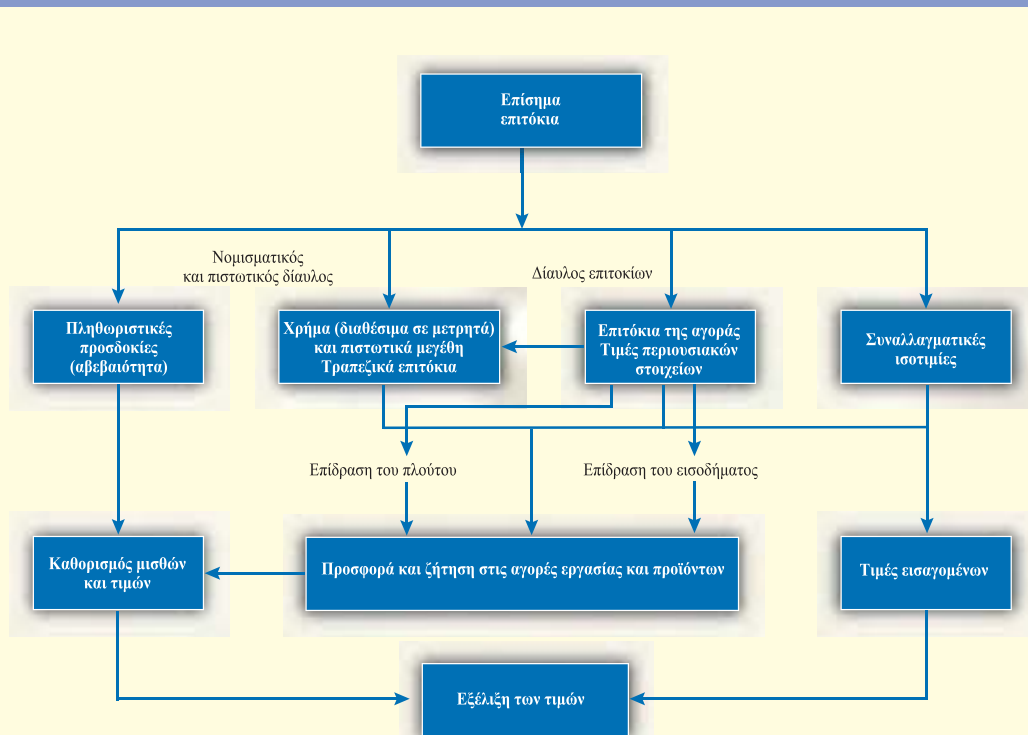 Επίσημα
επιτόκια
Νομισματικός
και πιστωτικός δίαυλος
Δίαυλος επιτοκίων
Πληθωριστικές
προσδοκίες
(αβεβαιότητα)
Χρήμα (διαθέσιμα σε μετρητά)
και πιστωτικά μεγέθη
Τραπεζικά επιτόκια
Επιτόκια της αγοράς
Τιμές περιουσιακών
στοιχείων
Συναλλαγματικές
ισοτιμίες
Επίδραση του πλούτου
Επίδραση του εισοδήματος
Καθορισμός μισθών
και τιμών
Προσφορά και ζήτηση στις αγορές εργασίας και προϊόντων
Τιμές εισαγομένων
Εξέλιξη των τιμών